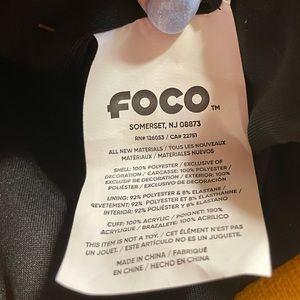 FOCO™
SOMERSET, NJ 08873
RN# 126053 / CA# 22751
ALL NEW MATERIALS / TOUS LES NOUVEAUX
MATÉRIAUX / MATERIALES NUEVOS
SHELL: 100% POLYESTER / EXCLUSIVE OF
DECORATION / CARCASSE: 100% POLYESTER
EXCLUSIF DE DÉCORATION / EXTERIOR: 100%
POLIÉSTER / EXCLUSIVO DE DECORACIÓN
LINING: 92% POLYESTER & 8% ELASTANE /
REVETEMENT: 92% POLYESTER ET 8% ELASTHANNE /
INTERIOR: 92% POLYÉSTER Y 8% ELASTANO
CUFF: 100% ACRYLIC / POIGNET: 100%
ACRYLIQUE / BRAZALETE: 100% ACRÍLICO
THIS ITEM IS NOT A TOY. / CET ÉLÉMENT N'EST PAS
UN JOUET. / ESTE ARTÍCULO NO ES UN JUGUETE.
MADE IN CHINA / FABRIQUÉ
EN CHINE / HECHO EN CHINA